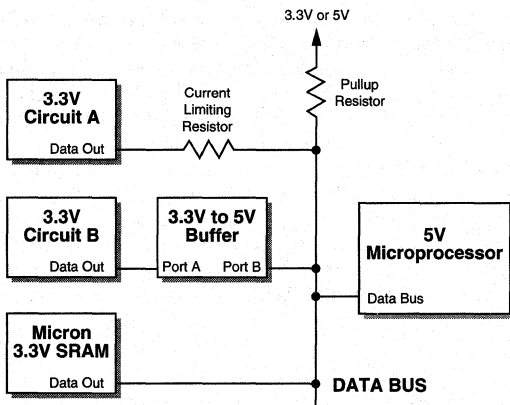 3.3V or 5V
Pullup
Resistor
Current
Limiting
Resistor
3.3V
Circuit A
Data Out
3.3V
Circuit B
Data Out
3.3V to 5V
Buffer
Port A Port B
5V
Microprocessor
Data Bus
Micron
3.3V SRAM
Data Out
DATA BUS